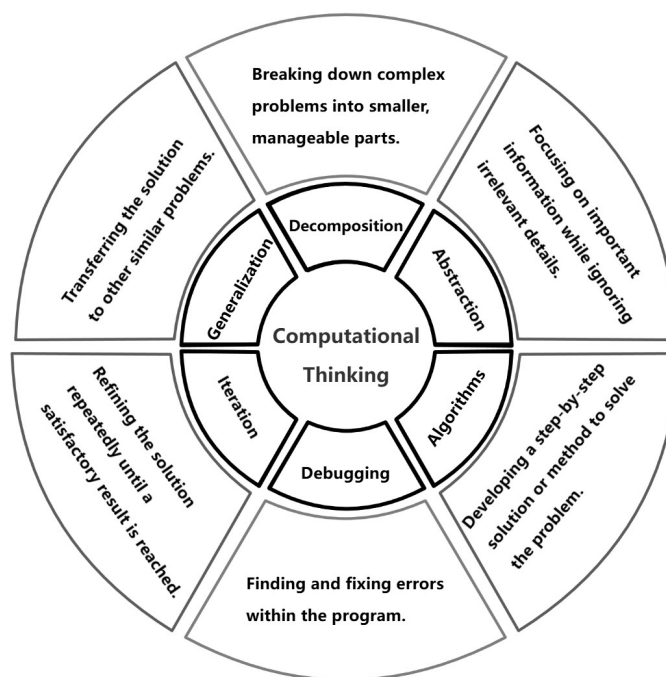 Computational
Thinking
Decomposition
Breaking down complex
problems into smaller,
manageable parts.
Abstraction
Focusing on important
information while ignoring
irrelevant details.
Algorithms
Developing a step-by-step
solution or method to solve
the problem.
Debugging
Finding and fixing errors
within the program.
Iteration
Refining the solution
repeatedly until a
satisfactory result is reached.
Generalization
Transferring the solution
to other similar problems.